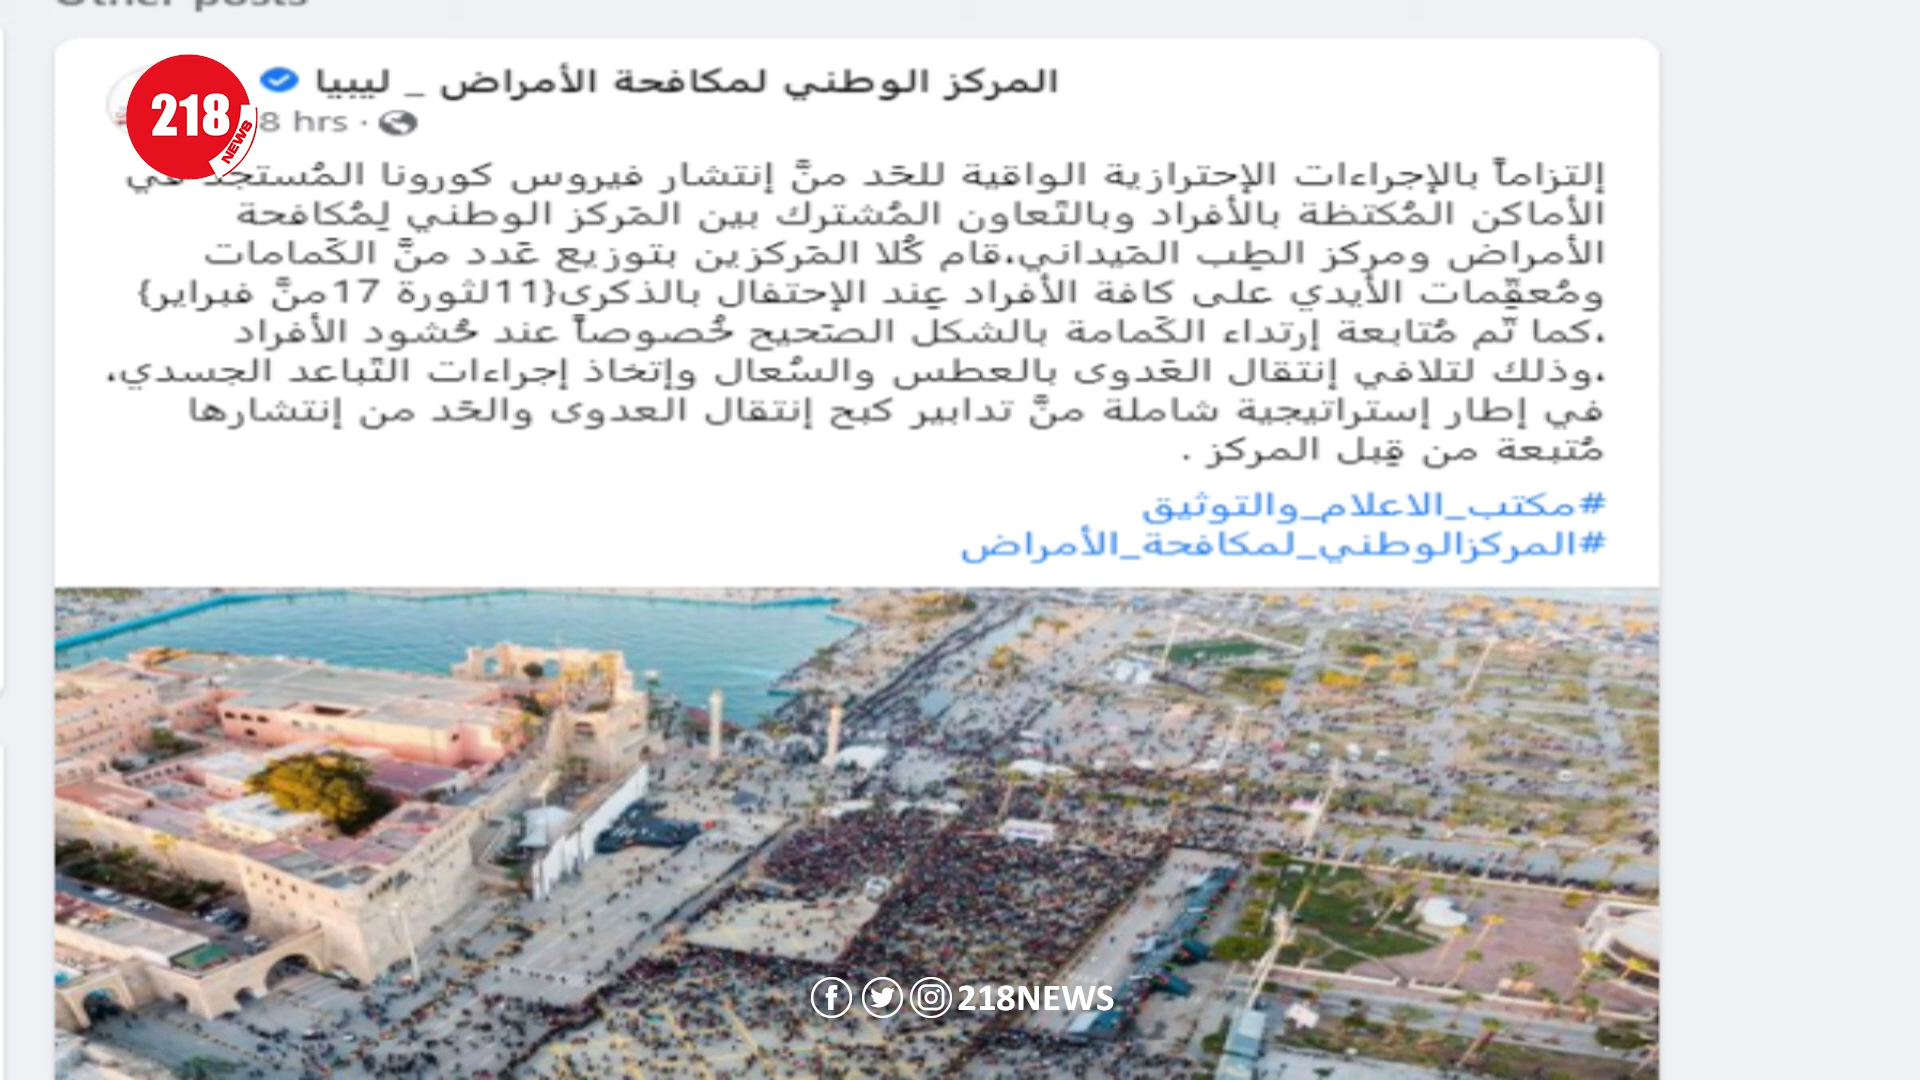 Other posts
218
NEWS
المركز الوطني لمكافحة الأمراض _ ليبيا
8 hrs ·
إلتزاماً بالإجراءات الإحترازية الواقية للحَد منَّ إنتشار فيروس كورونا المُستجد في
الأماكن المُكتظة بالأفراد وبالتَعاون المُشترك بين المَركز الوطني لِمُكافحة
الأمراض ومركز الطِب المَيداني،قام كُلا المَركزين بتوزيع عَدد منَّ الكَمامات
ومُعقِّمات الأيدي على كافة الأفراد عِند الإحتفال بالذكرى{11لثورة 17منَّ فبراير}
،كما تَم مُتابعة إرتداء الكَمامة بالشكل الصَحيح خُصوصاً عند حُشود الأفراد
،وذلك لتلافي إنتقال العَدوى بالعطس والسُعال وإتخاذ إجراءات التَباعد الجسدي،
في إطار إستراتيجية شاملة منَّ تدابير كبح إنتقال العدوى والحَد من إنتشارها
مُتبعة من قِبل المركز .
#مكتب_الاعلام_والتوثيق
#المركزالوطني_لمكافحة_الأمراض
218NEWS